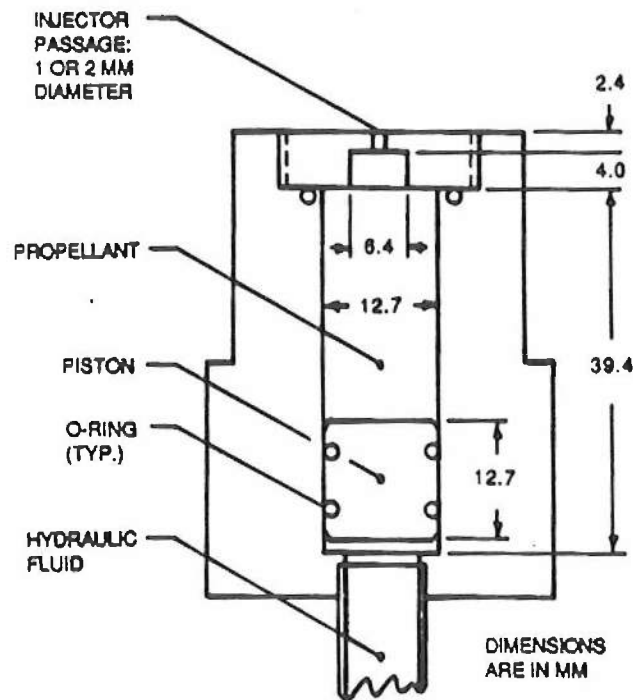 INJECTOR
PASSAGE:
1 OR 2 MM
DIAMETER
2.4
4.0
PROPELLANT
6.4
12.7
39.4
PISTON
O-RING
(TYP.)
12.7
HYDRAULIC
FLUID
DIMENSIONS
ARE IN MM